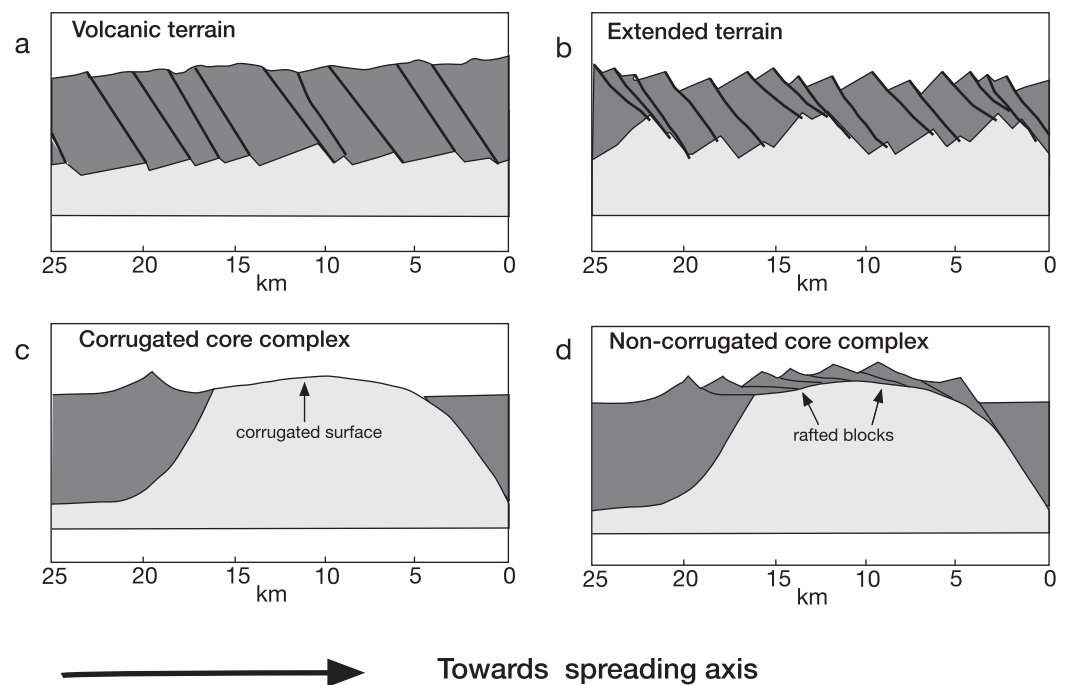 a
Volcanic terrain
25 20 15 10 5 0
km
b
Extended terrain
25 20 15 10 5 0
km
c
Corrugated core complex
corrugated surface
25 20 15 10 5 0
km
d
Non-corrugated core complex
rafted blocks
25 20 15 10 5 0
km
Towards spreading axis